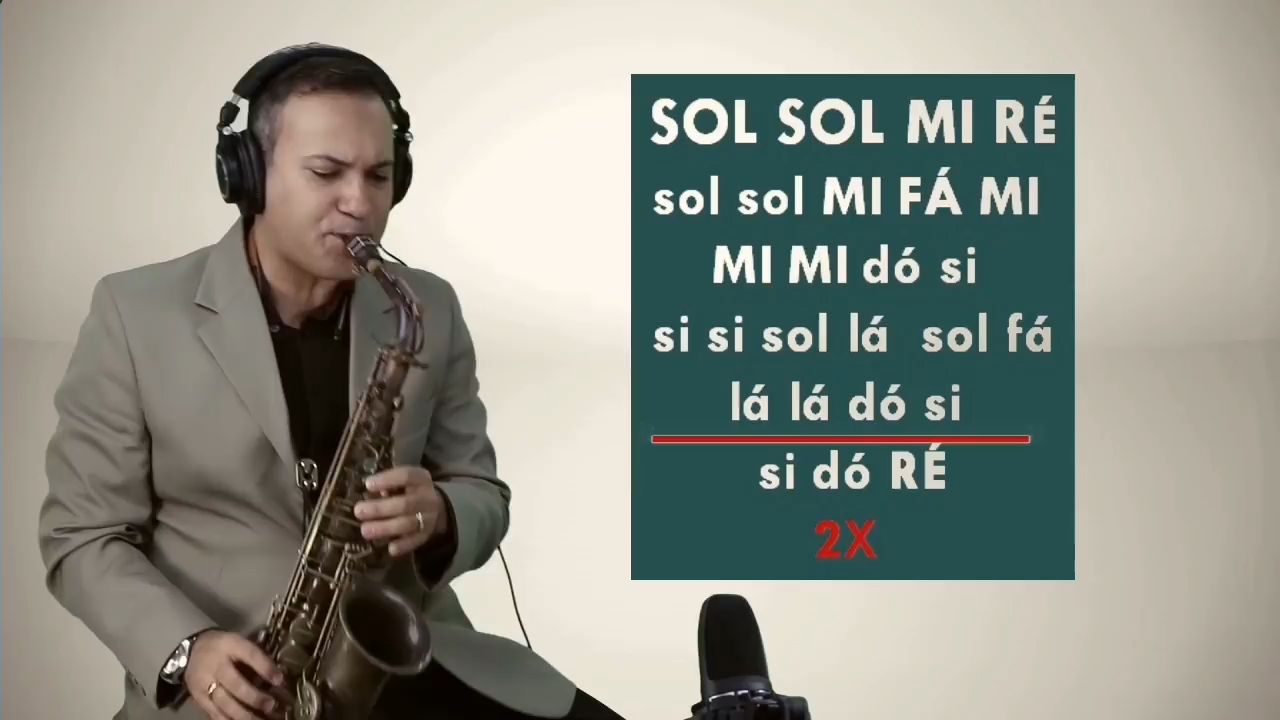 SOL SOL MI RÉ
sol sol MI FÁ MI
MI MI dó si
si si sol lá  sol fá
lá lá dó si
si dó RÉ
2X